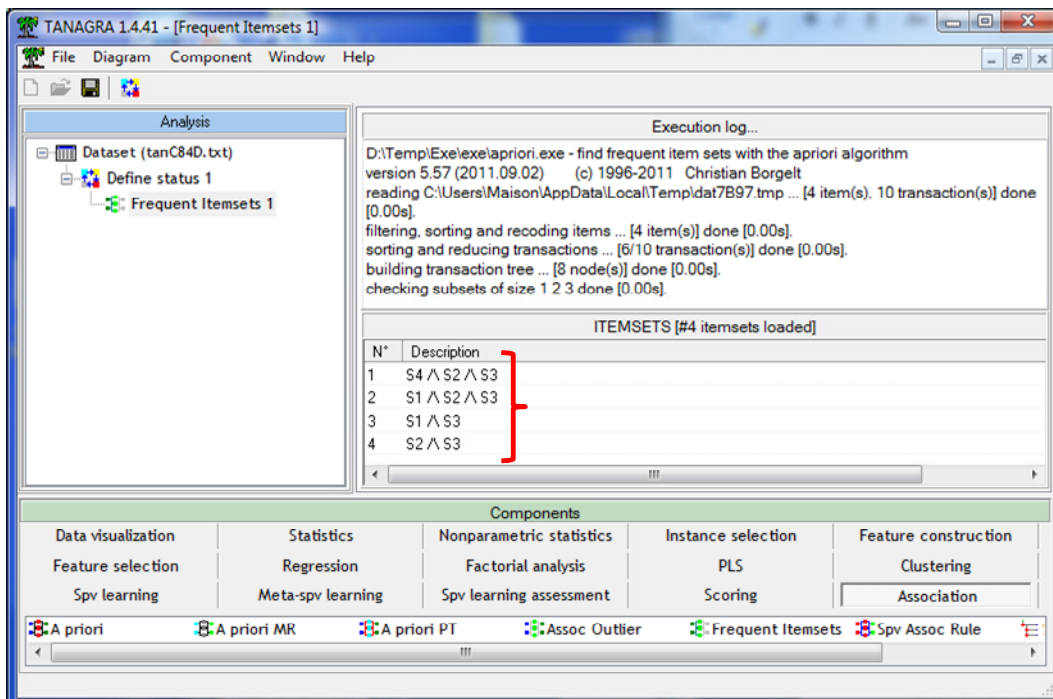 TANAGRA 1.4.41 - [Frequent Itemsets 1]
File Diagram Component Window Help
Analysis
Dataset (tanC84D.txt)
Define status 1
Frequent Itemsets 1
Execution log...
D:\Temp\Exe\exe\apriori.exe - find frequent item sets with the apriori algorithm
version 5.57 (2011.09.02) (c) 1996-2011 Christian Borgelt
reading C:\Users\Maison\AppData\Local\Temp\dat7B97.tmp ... [4 item(s), 10 transaction(s)] done
[0.00s].
filtering, sorting and recoding items ... [4 item(s)] done [0.00s].
sorting and reducing transactions ... [6/10 transaction(s)] done [0.00s].
building transaction tree ... [8 node(s)] done [0.00s].
checking subsets of size 1 2 3 done [0.00s].
ITEMSETS [#4 itemsets loaded]
N° Description
1 S4 /\ S2 /\ S3
2 S1 /\ S2 /\ S3
3 S1 /\ S3
4 S2 /\ S3
Components
Data visualization Statistics Nonparametric statistics Instance selection Feature construction
Feature selection Regression Factorial analysis PLS Clustering
Spv learning Meta-spv learning Spv learning assessment Scoring Association
A priori A priori MR A priori PT Assoc Outlier Frequent Itemsets Spv Assoc Rule